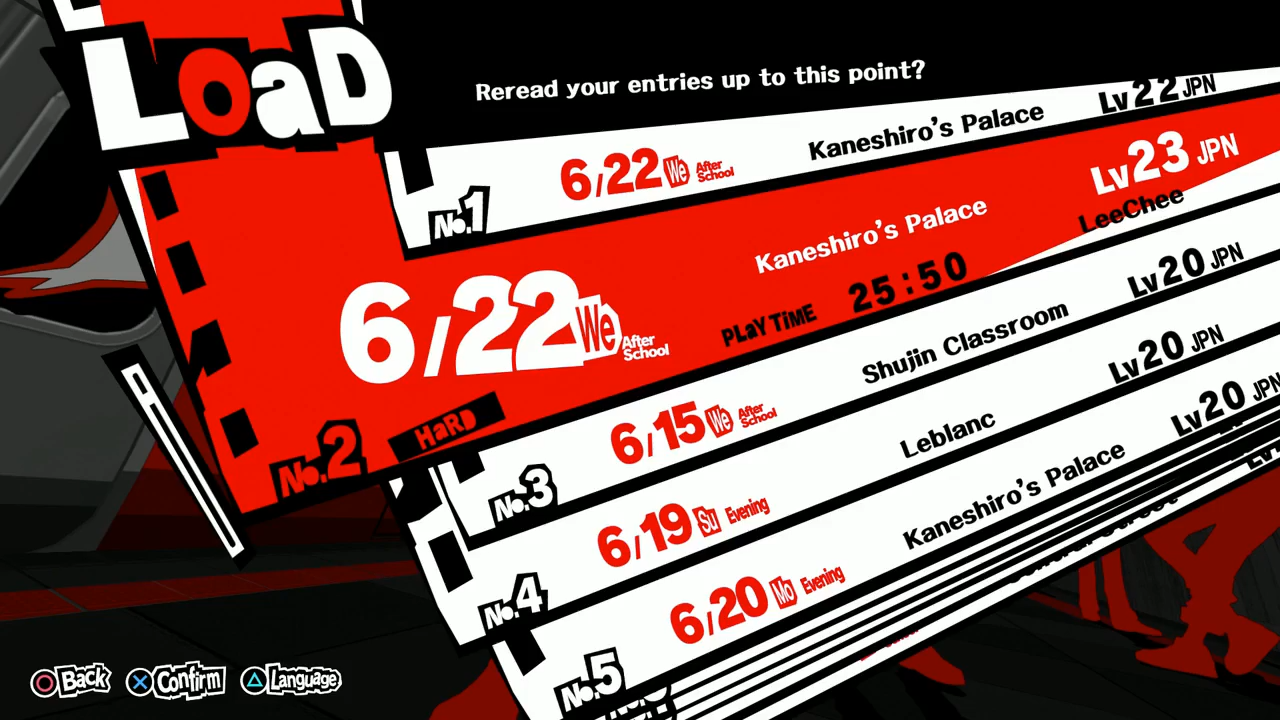 LoaD
Reread your entries up to this point?
No.1 6/22 We After School Kaneshiro's Palace Lv22 JPN
No.2 6/22 We After School Kaneshiro's Palace Lv23 JPN
LeeChee
PLaY TiME 25:50
HaRD
No.3 6/15 We After School Shujin Classroom Lv20 JPN
No.4 6/19 Su Evening Leblanc Lv20 JPN
No.5 6/20 Mo Evening Kaneshiro's Palace Lv20 JPN
Back Confirm Language